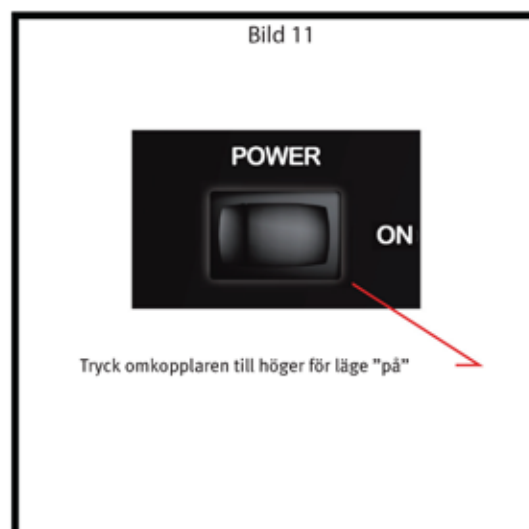 Bild 11
POWER
ON
Tryck omkopplaren till höger för läge ”på”